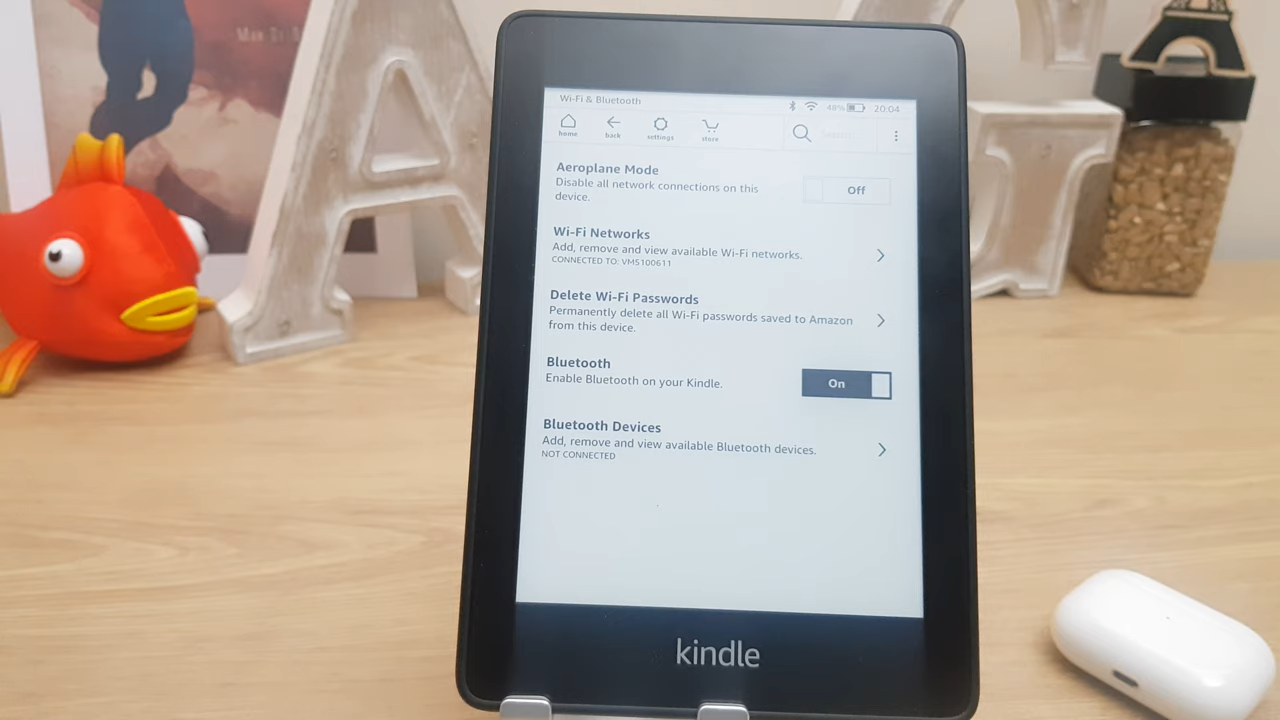 Wi-Fi & Bluetooth
48%
20:04
home
back
settings
store
Aeroplane Mode
Disable all network connections on this
device.
Off
Wi-Fi Networks
Add, remove and view available Wi-Fi networks.
CONNECTED TO: VM5100611
Delete Wi-Fi Passwords
Permanently delete all Wi-Fi passwords saved to Amazon
from this device.
Bluetooth
Enable Bluetooth on your Kindle.
On
Bluetooth Devices
Add, remove and view available Bluetooth devices.
NOT CONNECTED
kindle
A
G